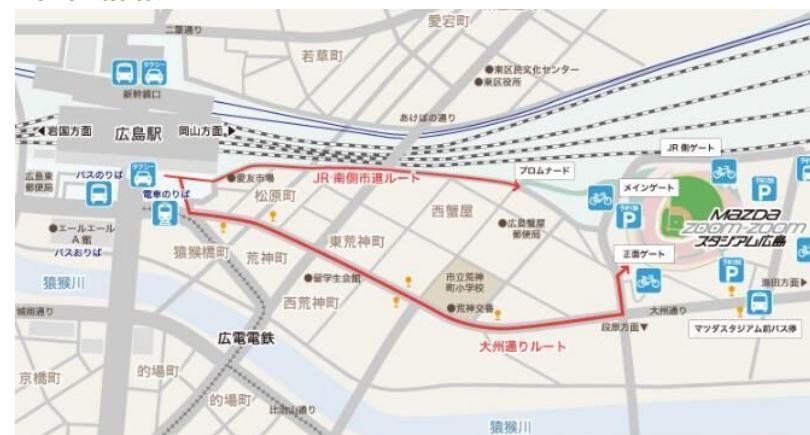 二葉通り
愛宕町
若草町
タクシー
新幹線口
●東区民文化センター
●東区役所
あけぼの通り
◀岩国方面
広島駅
岡山方面▶
JR 側ゲート
広島東
郵便局
バスのりば
タクシー
電車のりば
●愛友市場
JR 南側市道ルート
プロムナード
メインゲート
松原町
西蟹屋
●広島蟹屋
郵便局
MAZDA
ZOOM-ZOOM
スタジアム広島
●エールエール
A 館
バスおりば
猿猴橋町
荒神町
東荒神町
正面ゲート
●留学生会館
市立荒神
町小学校
猿猴川
西荒神町
●荒神交番
城南通り
大州通り
段原方面▼
マツダスタジアム前バス停
広電電鉄
大州通りルート
京橋町
的場町
的場町
比治山通り
猿猴川